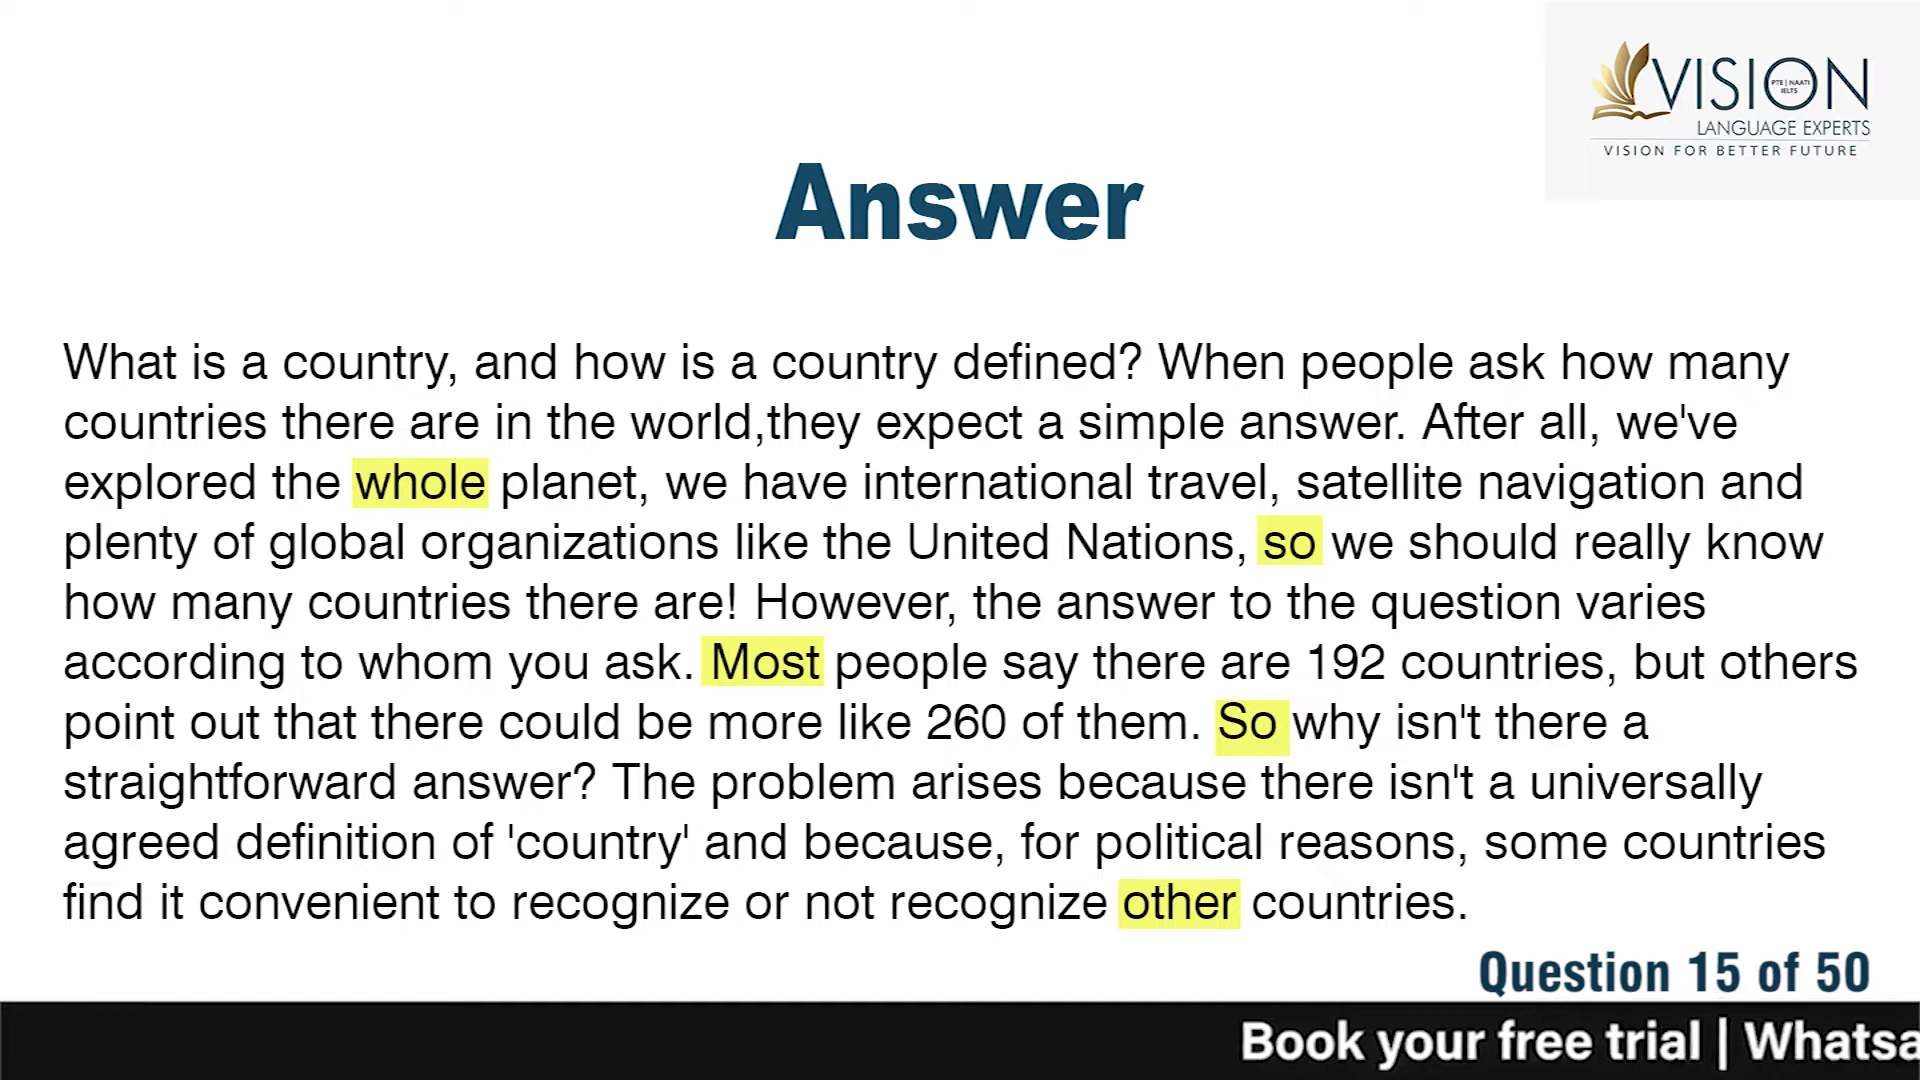 VISION
PTE | NAATI
IELTS
LANGUAGE EXPERTS
VISION FOR BETTER FUTURE
Answer
What is a country, and how is a country defined? When people ask how many
countries there are in the world,they expect a simple answer. After all, we've
explored the whole planet, we have international travel, satellite navigation and
plenty of global organizations like the United Nations, so we should really know
how many countries there are! However, the answer to the question varies
according to whom you ask. Most people say there are 192 countries, but others
point out that there could be more like 260 of them. So why isn't there a
straightforward answer? The problem arises because there isn't a universally
agreed definition of 'country' and because, for political reasons, some countries
find it convenient to recognize or not recognize other countries.
Question 15 of 50
Book your free trial | Whatsa